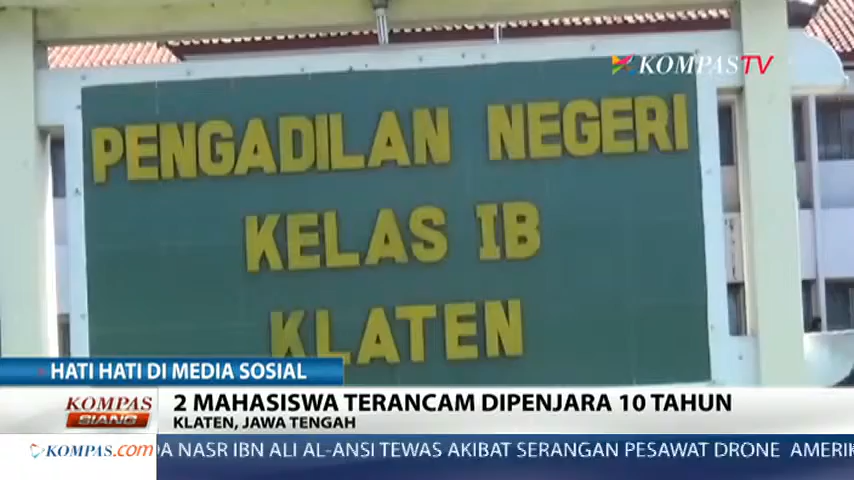 KOMPASTV
PENGADILAN NEGERI
KELAS IB
KLATEN
HATI HATI DI MEDIA SOSIAL
KOMPAS SIANG
2 MAHASISWA TERANCAM DIPENJARA 10 TAHUN
KLATEN, JAWA TENGAH
KOMPAS.com
NASR IBN ALI AL-ANSI TEWAS AKIBAT SERANGAN PESAWAT DRONE